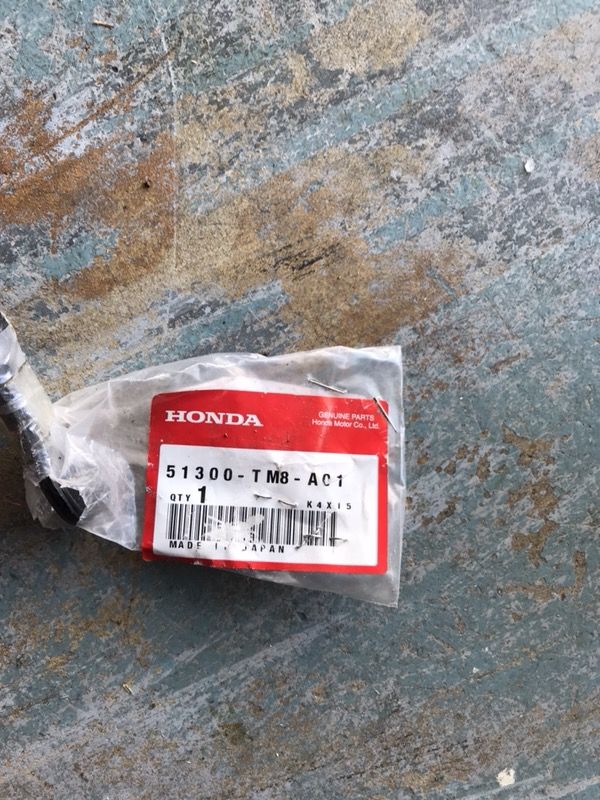 HONDA
GENUINE PARTS
Honda Motor Co., Ltd.
51300-TM8-A01
QTY 1 K4X15
MADE IN JAPAN